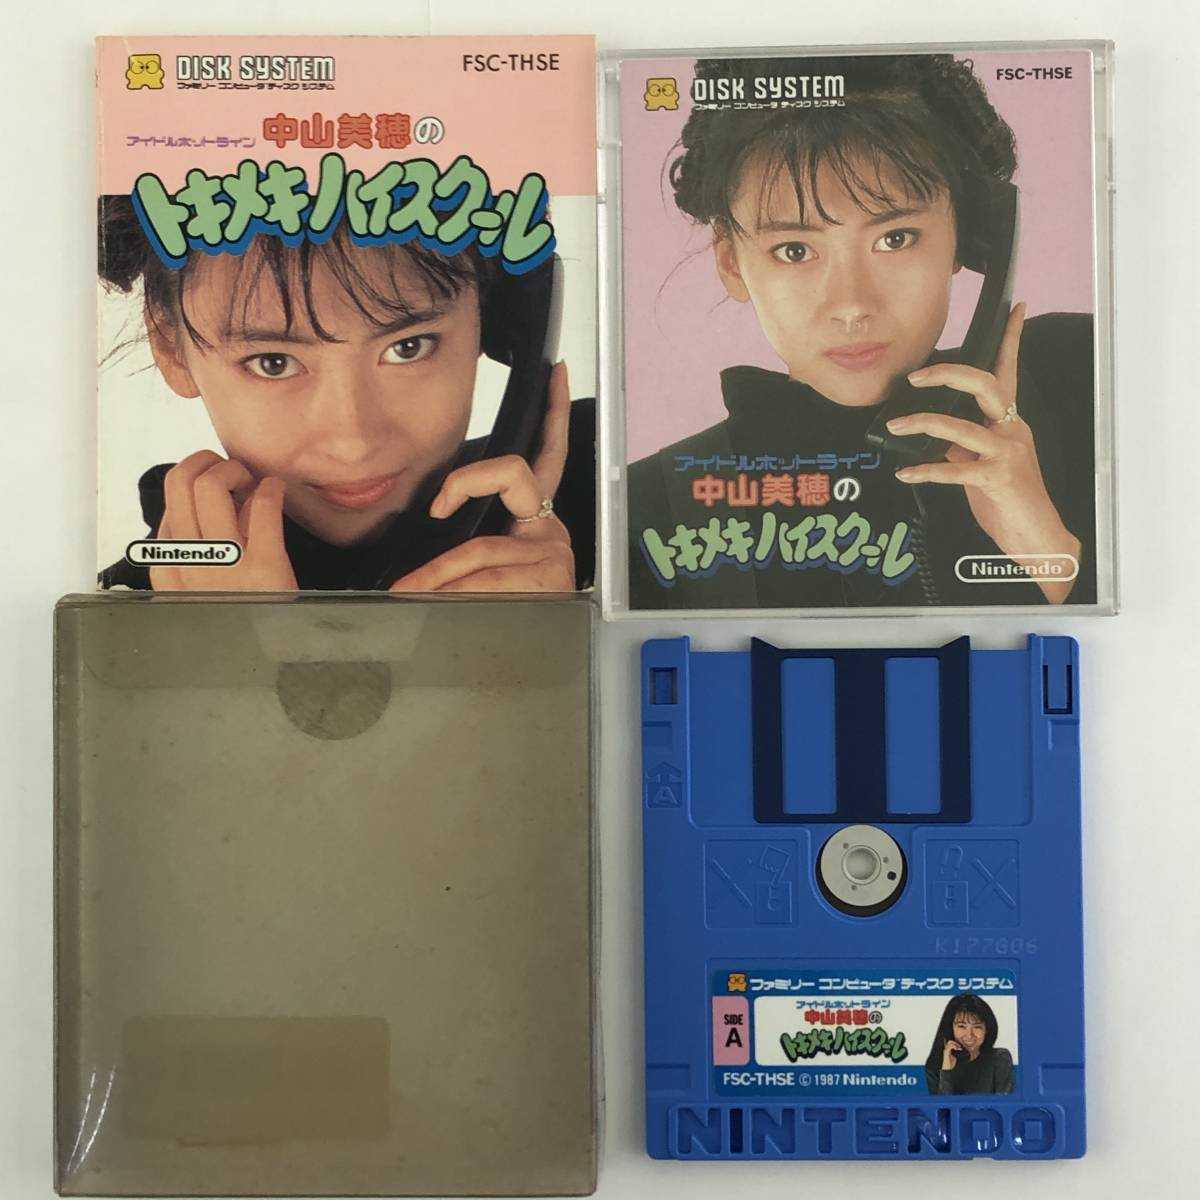 DISK SYSTEM
ファミリー コンピュータ ディスク システム
FSC-THSE
アイドルホットライン
中山美穂の
トキメキハイスクール
Nintendo®
DISK SYSTEM
ファミリー コンピュータ ディスク システム
FSC-THSE
アイドルホットライン
中山美穂の
トキメキハイスクール
Nintendo®
A
K177G06
ファミリー コンピュータ™ ディスク システム
SIDE
A
アイドルホットライン
中山美穂の
トキメキハイスクール
FSC-THSE © 1987 Nintendo
NINTENDO